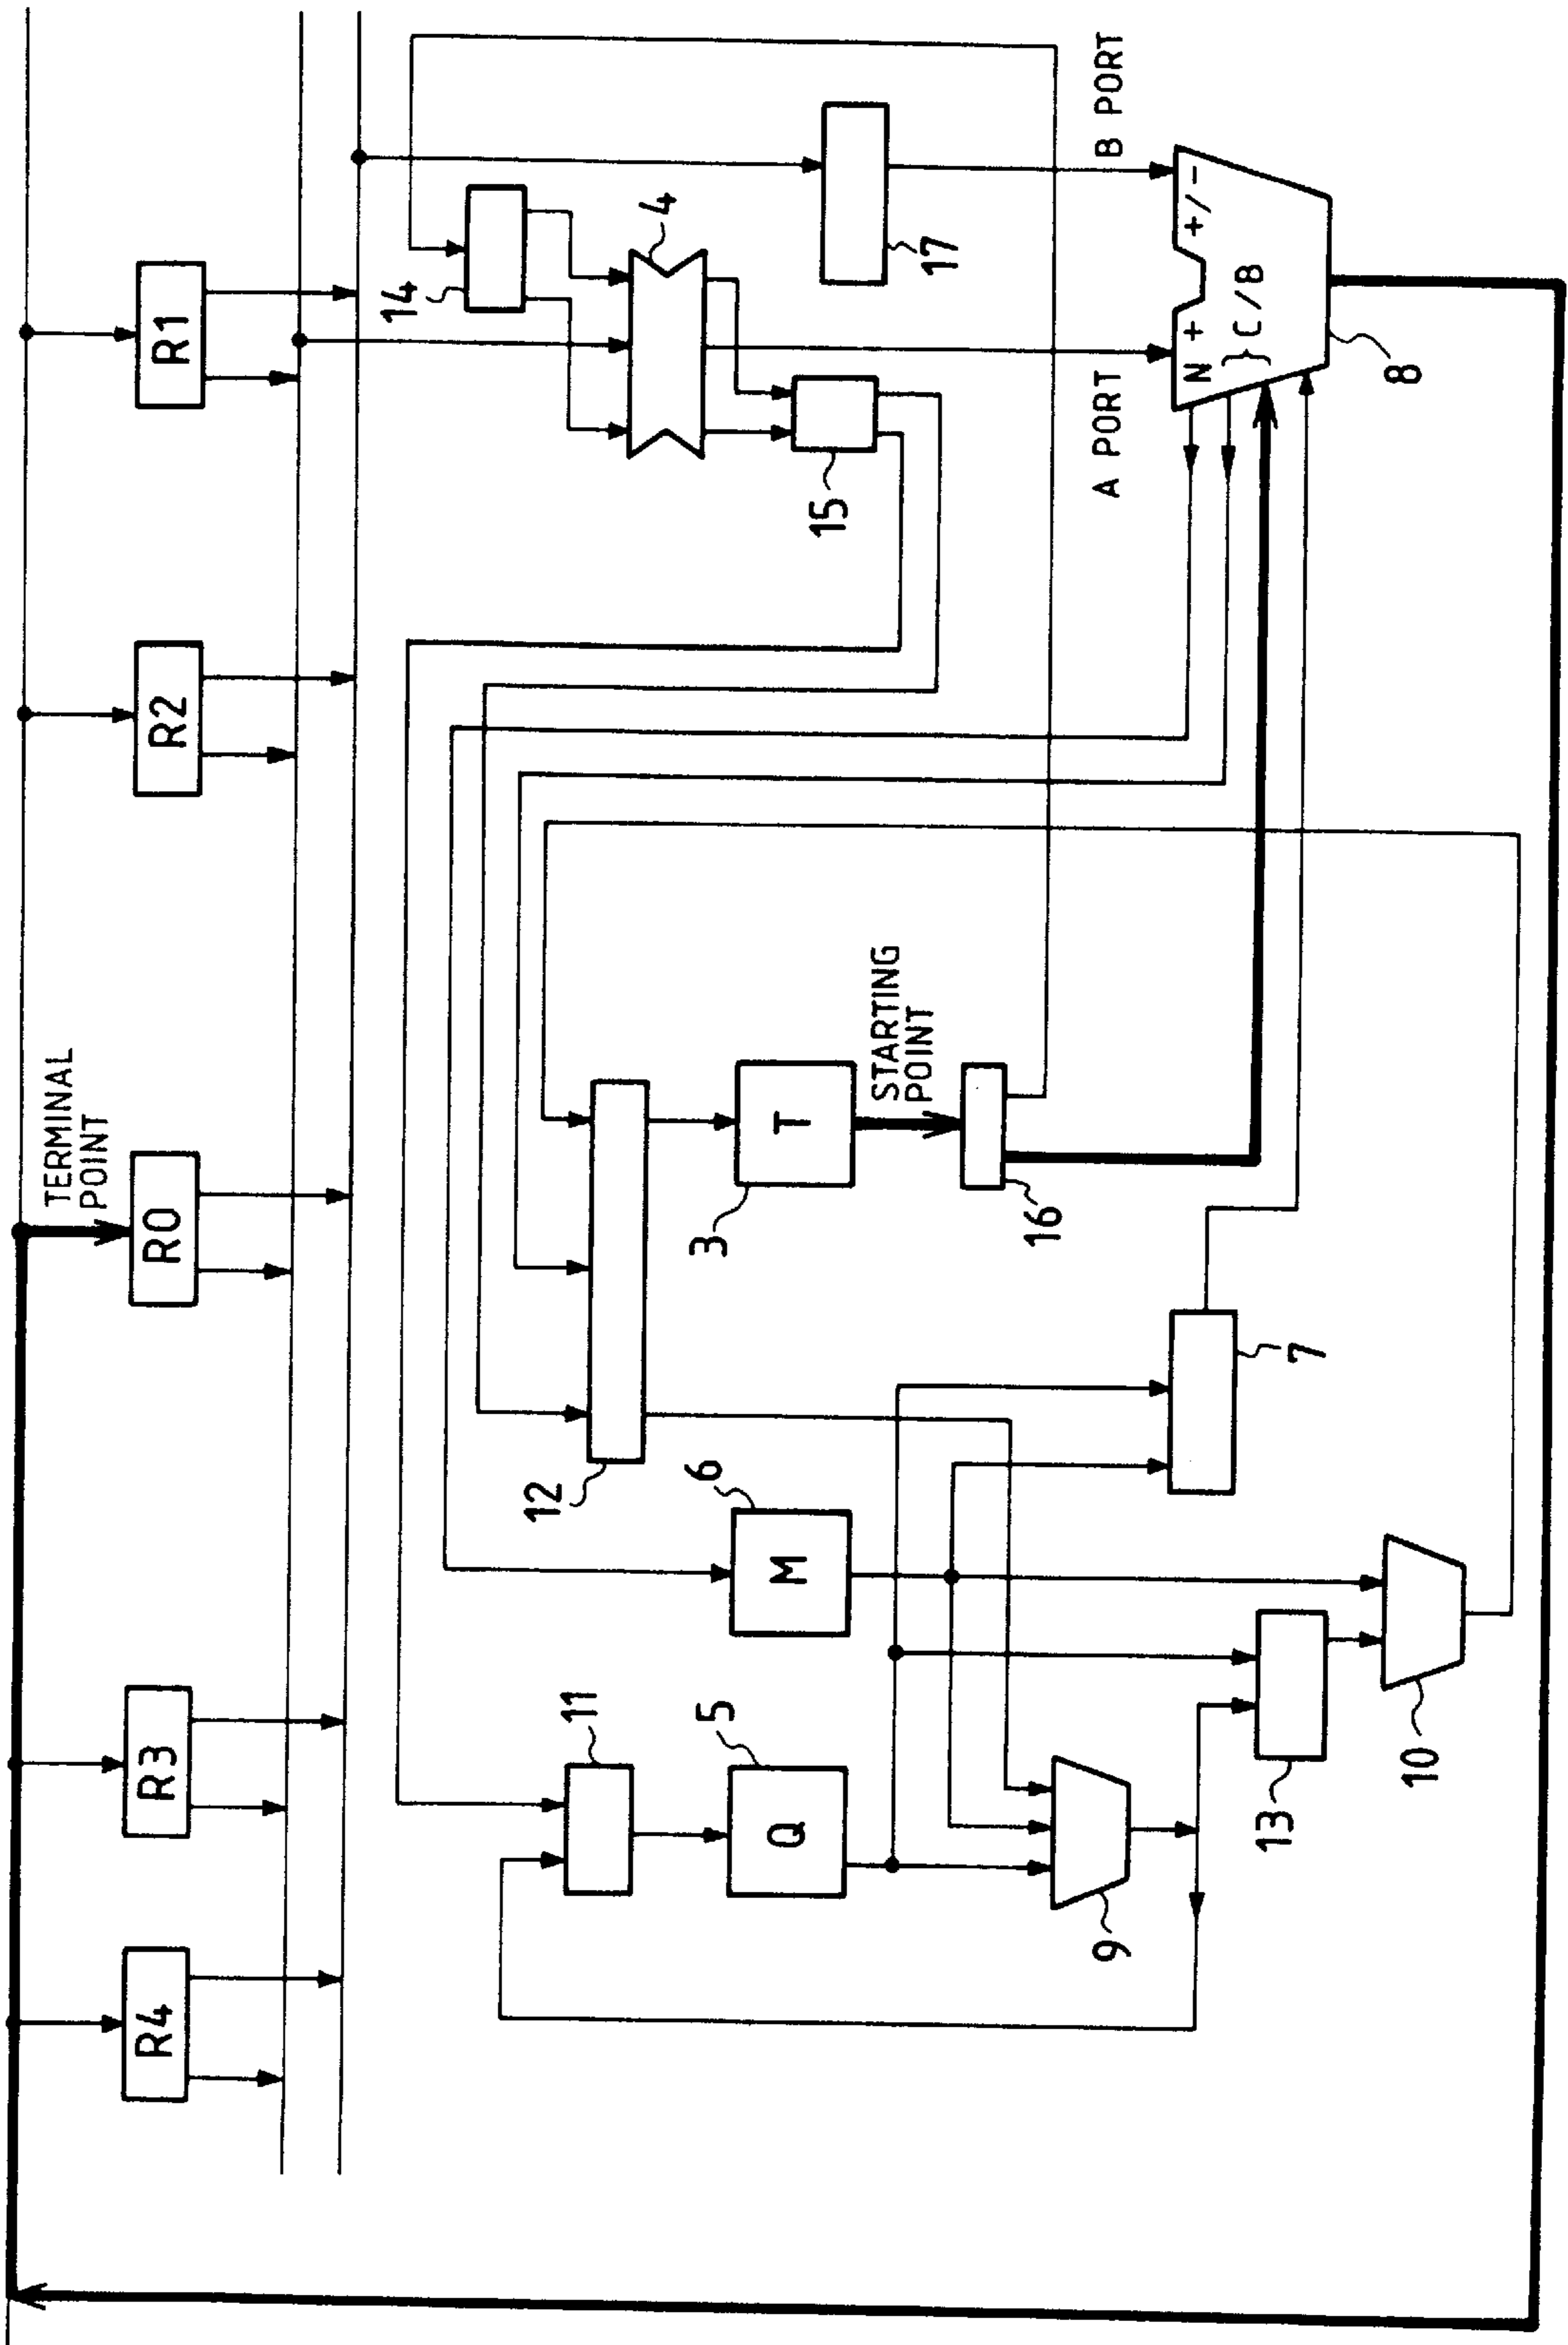 R4
R3
R0
R2
R1
TERMINAL
POINT
14
4
17
15
12
11
5
6
3
Q
M
T
STARTING
POINT
16
9
13
10
7
A PORT
B PORT
N + +/-
} C/B
8